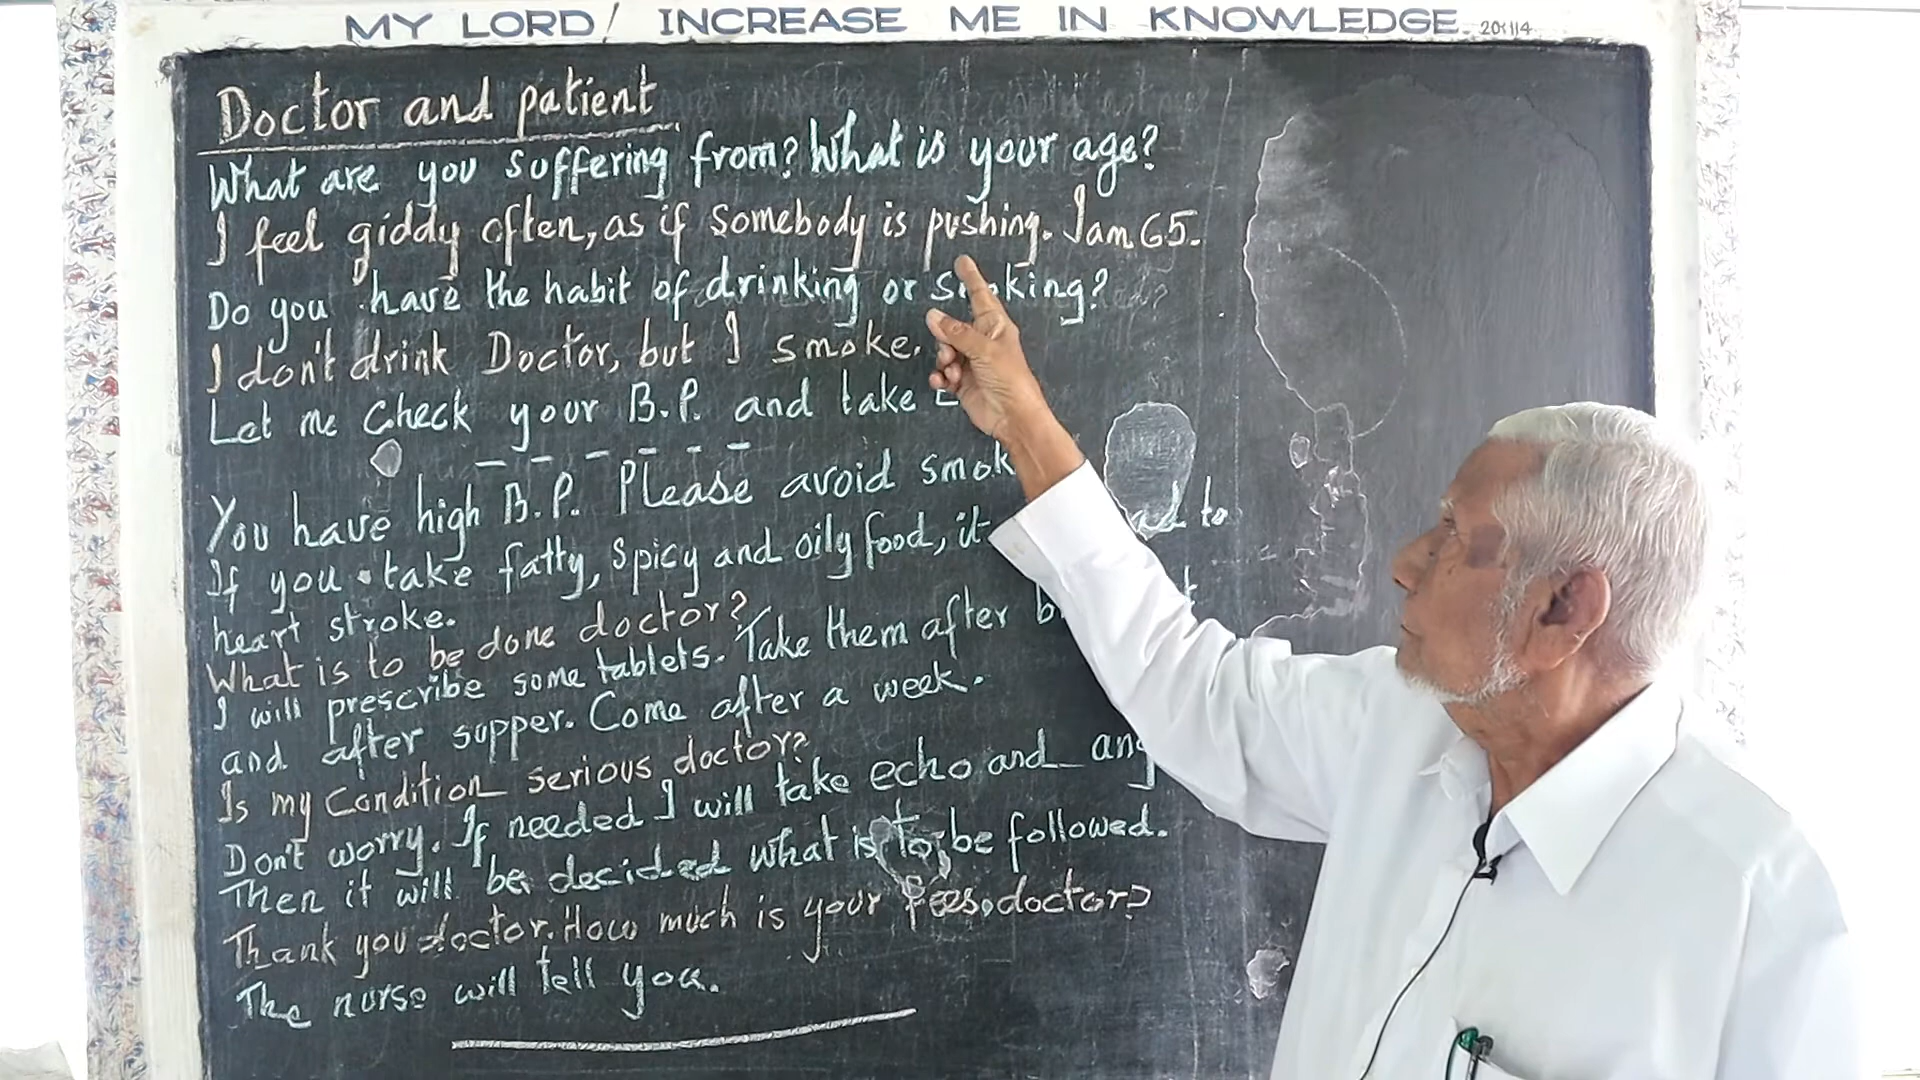 MY LORD! INCREASE ME IN KNOWLEDGE.
Doctor and patient
What are you suffering from? What is your age?
I feel giddy often, as if somebody is pushing. I am 65.
Do you have the habit of drinking or smoking?
I don't drink Doctor, but I smoke.
Let me check your B.P. and take
You have high B.P. Please avoid smok
If you take fatty, spicy and oily food, it ad to
heart stroke.
What is to be done doctor?
I will prescribe some tablets. Take them after b
and after supper. Come after a week.
Is my condition serious doctor?
Don't worry. If needed I will take echo and ang
Then it will be decided what is to be followed.
Thank you doctor. How much is your fees, doctor?
The nurse will tell you.